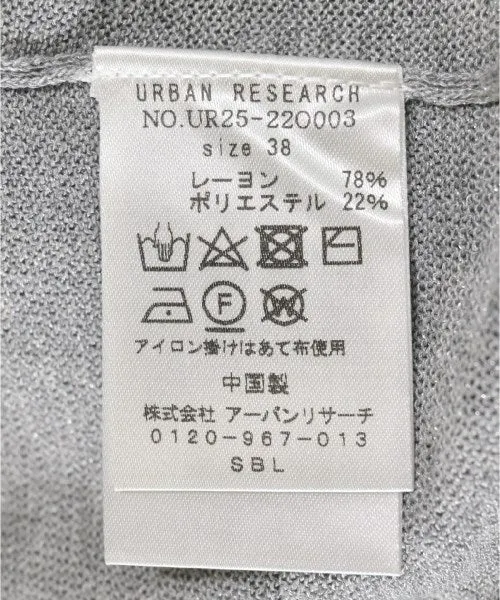 URBAN RESEARCH
NO.UR25-22O003
size 38
レーヨン 78%
ポリエステル 22%
F W
アイロン掛けはあて布使用
中国製
株式会社 アーバンリサーチ
0120-967-013
SBL